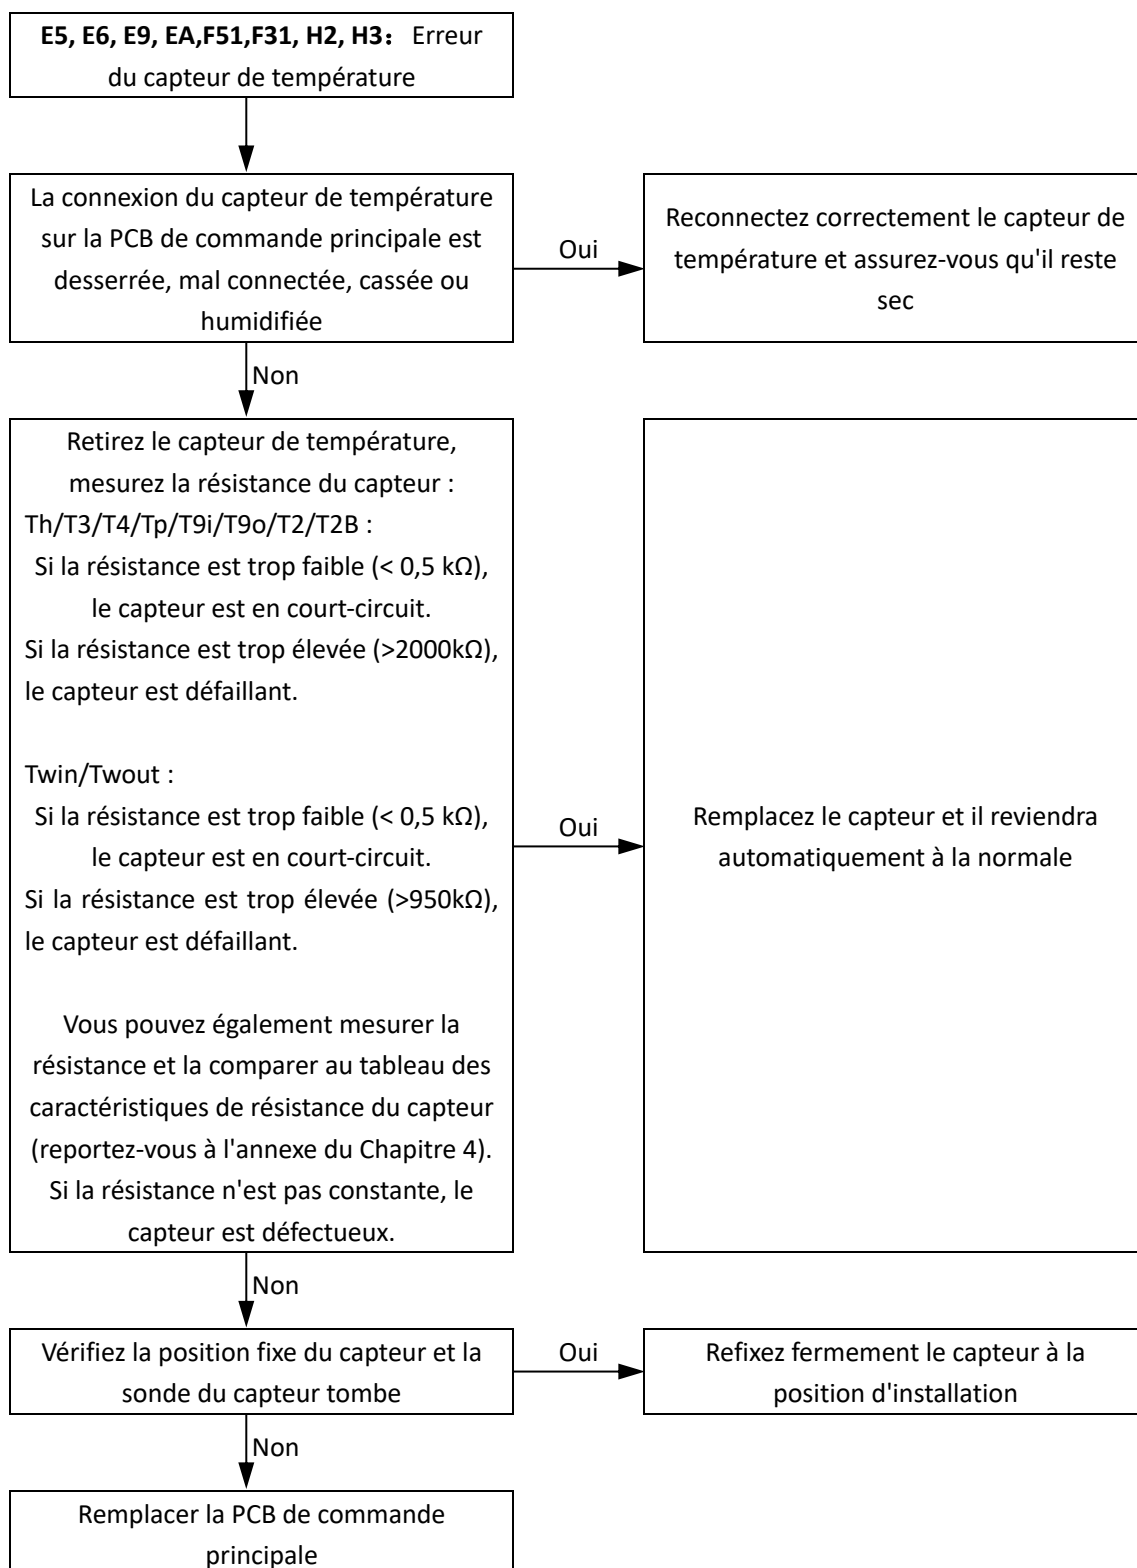 E5, E6, E9, EA,F51,F31, H2, H3： Erreur
du capteur de température
La connexion du capteur de température
sur la PCB de commande principale est
desserrée, mal connectée, cassée ou
humidifiée
Oui
Reconnectez correctement le capteur de
température et assurez-vous qu'il reste
sec
Non
Retirez le capteur de température,
mesurez la résistance du capteur :
Th/T3/T4/Tp/T9i/T9o/T2/T2B :
Si la résistance est trop faible (< 0,5 kΩ),
le capteur est en court-circuit.
Si la résistance est trop élevée (>2000kΩ),
le capteur est défaillant.
Twin/Twout :
Si la résistance est trop faible (< 0,5 kΩ),
le capteur est en court-circuit.
Si la résistance est trop élevée (>950kΩ),
le capteur est défaillant.
Vous pouvez également mesurer la
résistance et la comparer au tableau des
caractéristiques de résistance du capteur
(reportez-vous à l'annexe du Chapitre 4).
Si la résistance n'est pas constante, le
capteur est défectueux.
Oui
Remplacez le capteur et il reviendra
automatiquement à la normale
Non
Vérifiez la position fixe du capteur et la
sonde du capteur tombe
Oui
Refixez fermement le capteur à la
position d'installation
Non
Remplacer la PCB de commande
principale